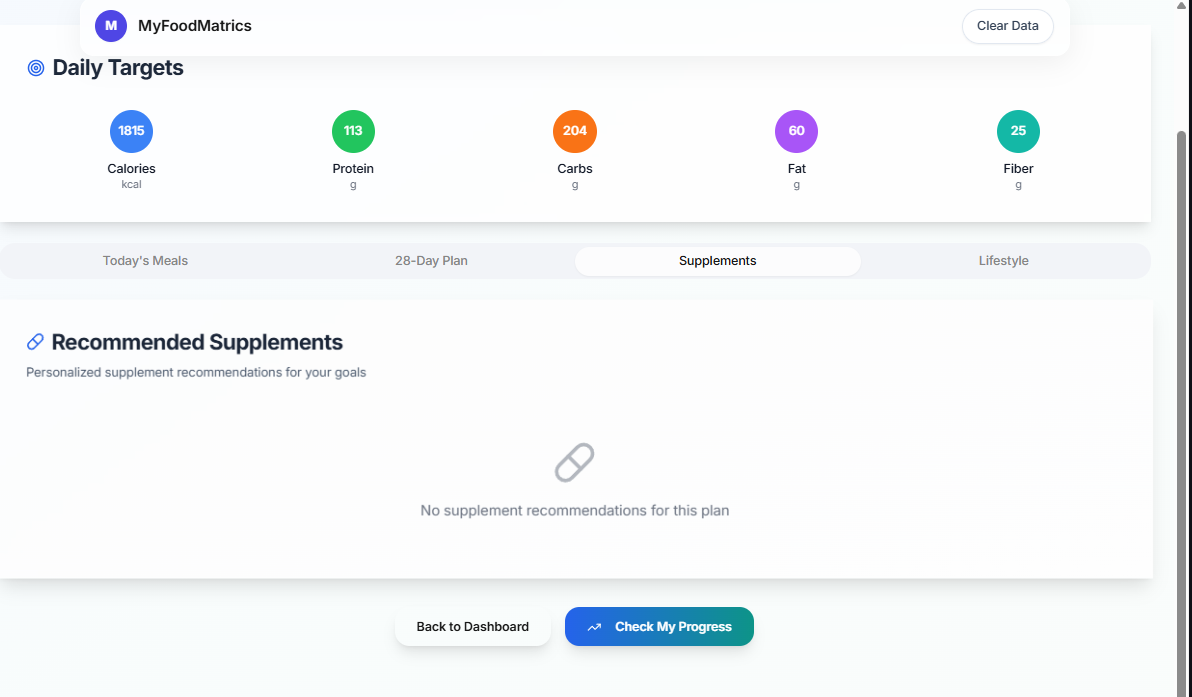 M MyFoodMatrics Clear Data
Daily Targets
1815 113 204 60 25
Calories Protein Carbs Fat Fiber
kcal g g g g
Today's Meals 28-Day Plan Supplements Lifestyle
Recommended Supplements
Personalized supplement recommendations for your goals
No supplement recommendations for this plan
Back to Dashboard Check My Progress